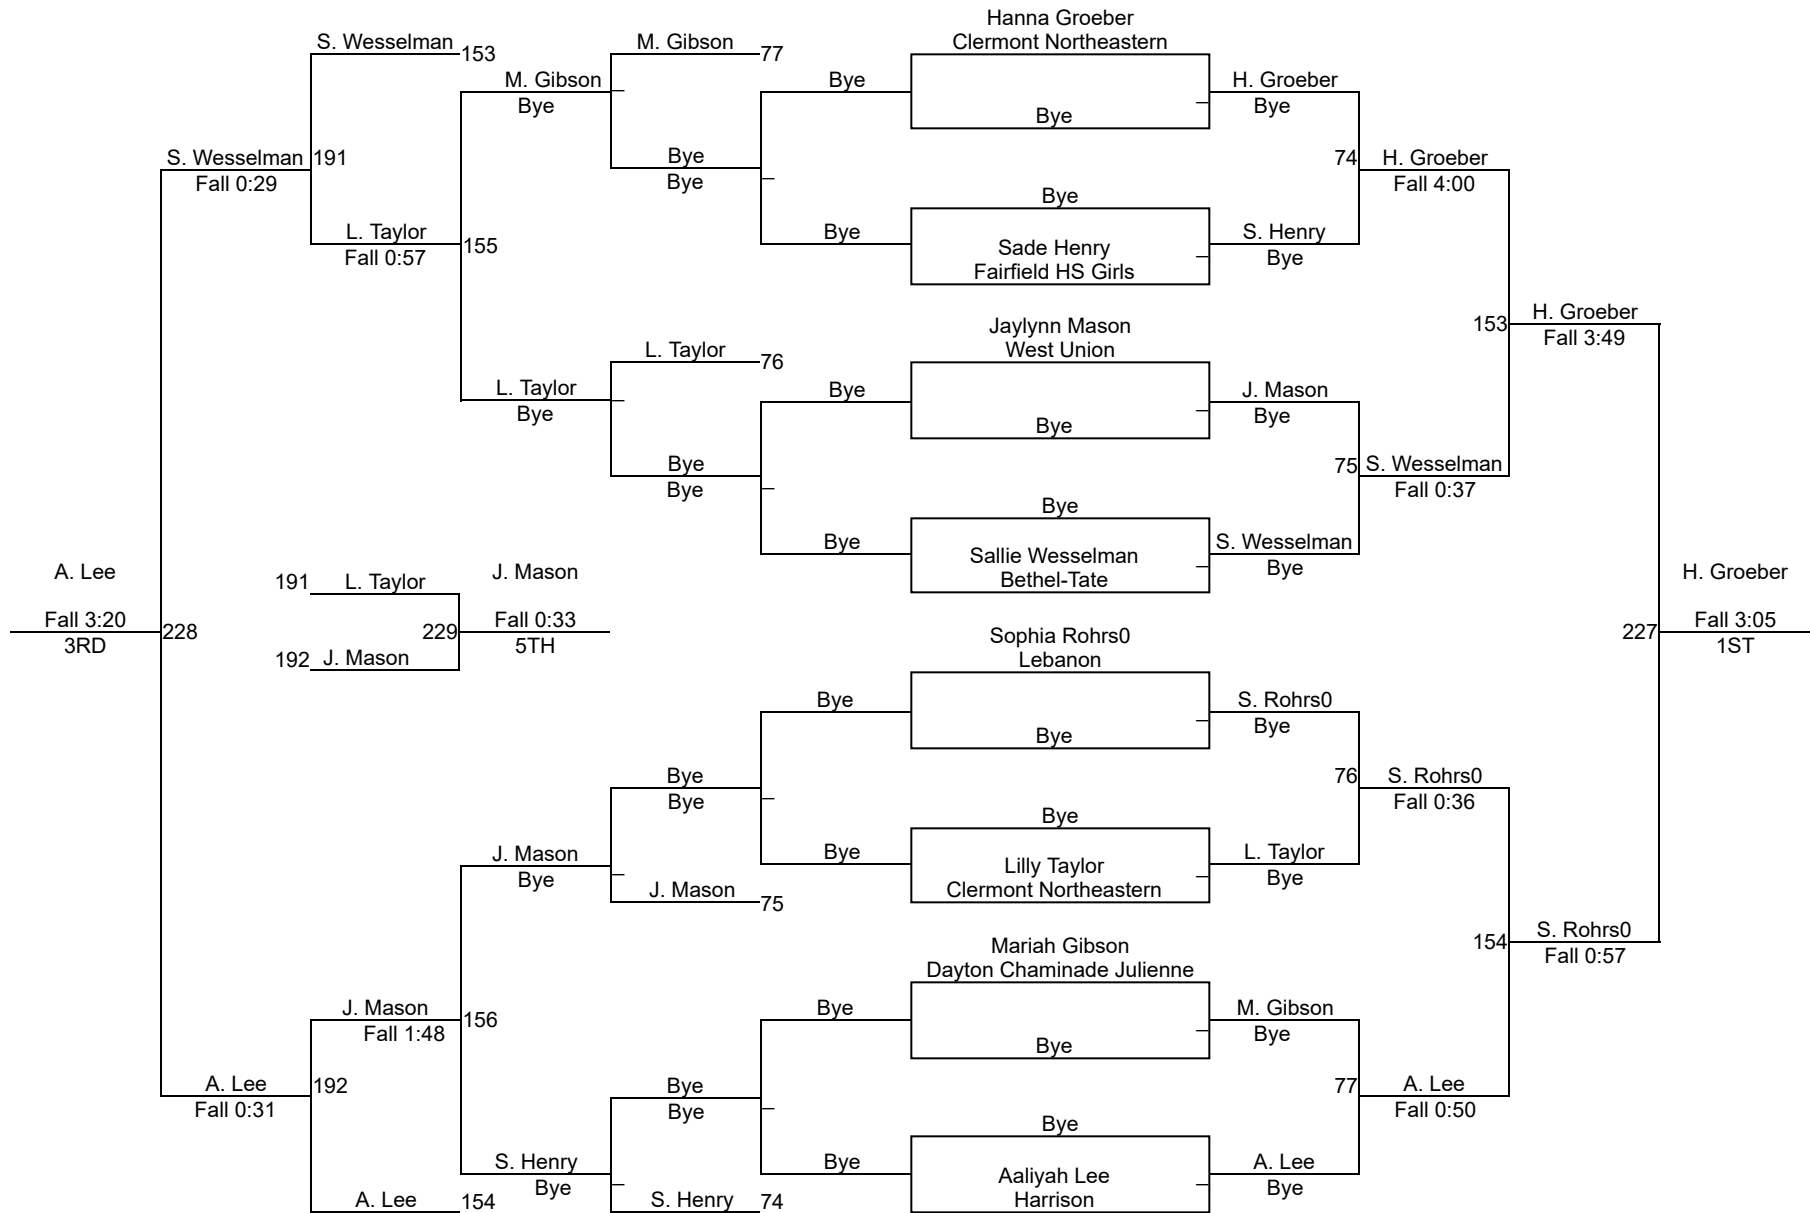 Hanna Groeber
Clermont Northeastern
S. Wesselman
153
M. Gibson
77
M. Gibson
Bye
Bye
Bye
H. Groeber
Bye
S. Wesselman
191
Fall 0:29
Bye
Bye
74
H. Groeber
Fall 4:00
Bye
L. Taylor
Fall 0:57
155
Bye
Sade Henry
Fairfield HS Girls
S. Henry
Bye
Jaylynn Mason
West Union
153
H. Groeber
Fall 3:49
L. Taylor
76
L. Taylor
Bye
Bye
Bye
J. Mason
Bye
Bye
Bye
75
S. Wesselman
Fall 0:37
Bye
Bye
Sallie Wesselman
Bethel-Tate
S. Wesselman
Bye
A. Lee
Fall 3:20
3RD
228
191
L. Taylor
192
J. Mason
229
J. Mason
Fall 0:33
5TH
H. Groeber
227
Fall 3:05
1ST
Sophia Rohrs0
Lebanon
Bye
Bye
S. Rohrs0
Bye
Bye
Bye
76
S. Rohrs0
Fall 0:36
Bye
J. Mason
Bye
Bye
Lilly Taylor
Clermont Northeastern
L. Taylor
Bye
J. Mason
75
154
S. Rohrs0
Fall 0:57
Mariah Gibson
Dayton Chaminade Julienne
J. Mason
Fall 1:48
156
Bye
Bye
M. Gibson
Bye
A. Lee
Fall 0:31
192
Bye
Bye
77
A. Lee
Fall 0:50
Bye
S. Henry
Bye
Bye
Aaliyah Lee
Harrison
A. Lee
Bye
A. Lee
154
S. Henry
74